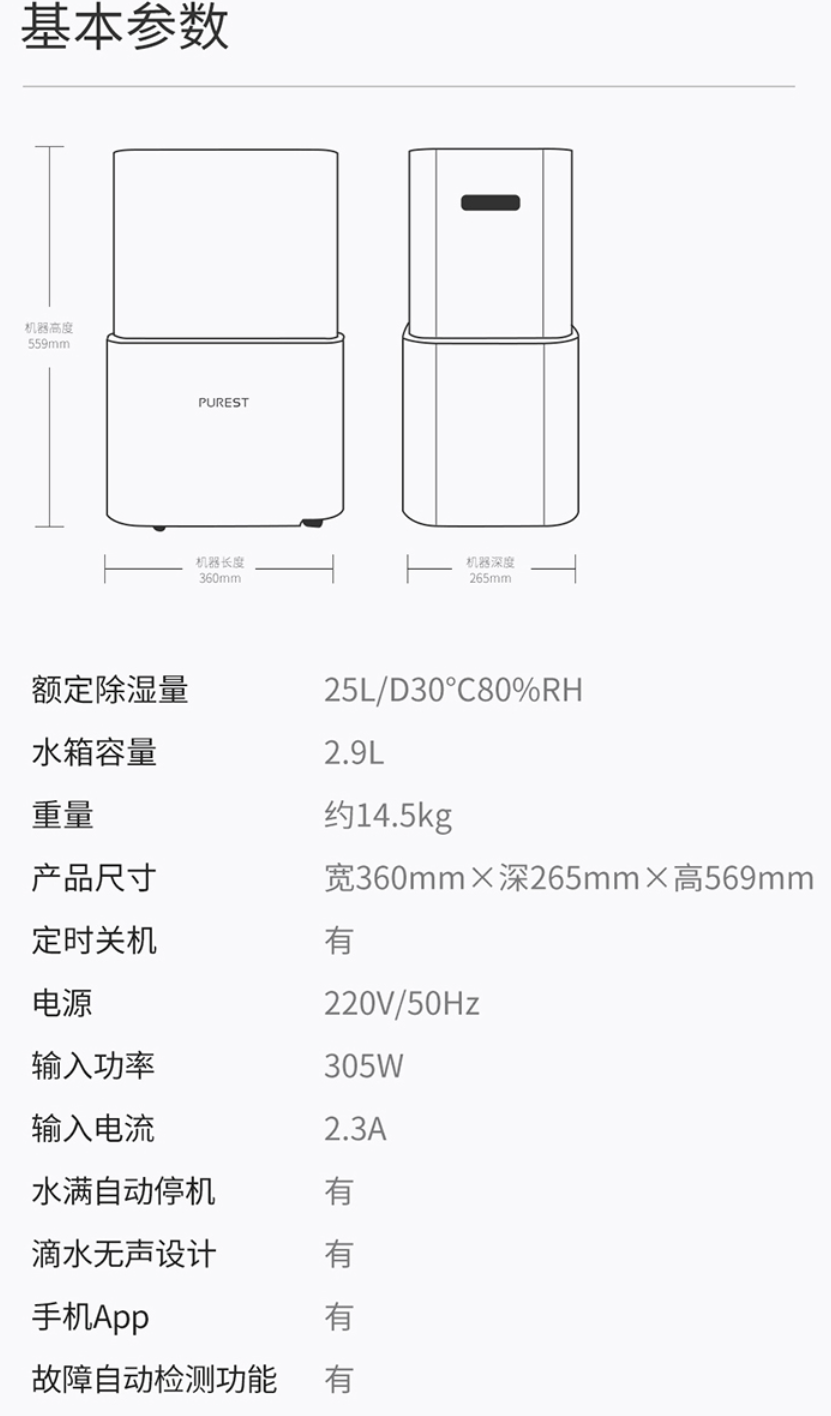 基本参数
机器高度
559mm
PUREST
机器长度
360mm
机器深度
265mm
额定除湿量 25L/D30°C80%RH
水箱容量 2.9L
重量 约14.5kg
产品尺寸 宽360mm×深265mm×高569mm
定时关机 有
电源 220V/50Hz
输入功率 305W
输入电流 2.3A
水满自动停机 有
滴水无声设计 有
手机App 有
故障自动检测功能 有